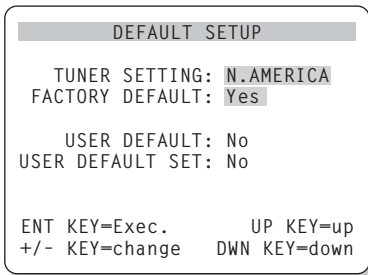 DEFAULT SETUP
TUNER SETTING: N.AMERICA
FACTORY DEFAULT: Yes
USER DEFAULT: No
USER DEFAULT SET: No
ENT KEY=Exec. UP KEY=up
+/- KEY=change DWN KEY=down